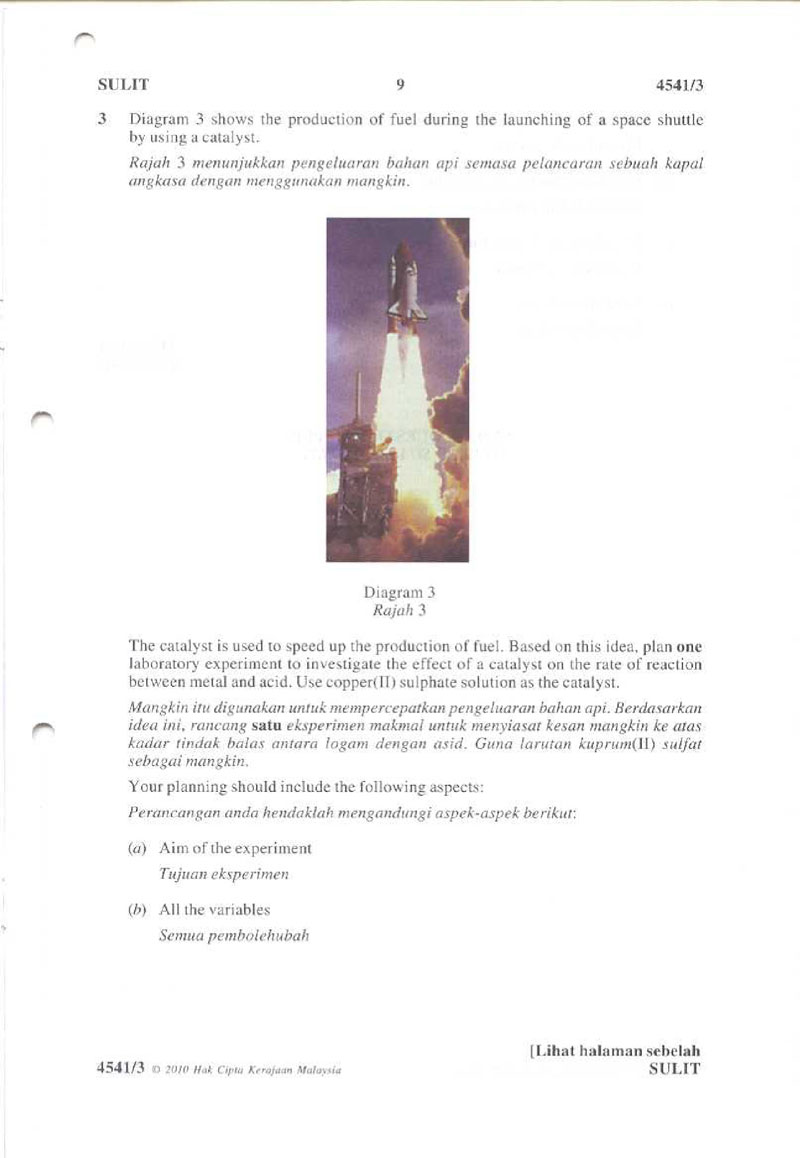 SULIT 9 4541/3
3 Diagram 3 shows the production of fuel during the launching of a space shuttle
by using a catalyst.
Rajah 3 menunjukkan pengeluaran bahan api semasa pelancaran sebuah kapal
angkasa dengan menggunakan mangkin.
Diagram 3
Rajah 3
The catalyst is used to speed up the production of fuel. Based on this idea, plan one
laboratory experiment to investigate the effect of a catalyst on the rate of reaction
between metal and acid. Use copper(II) sulphate solution as the catalyst.
Mangkin itu digunakan untuk mempercepatkan pengeluaran bahan api. Berdasarkan
idea ini, rancang satu eksperimen makmal untuk menyiasat kesan mangkin ke atas
kadar tindak balas antara logam dengan asid. Guna larutan kuprum(II) sulfat
sebagai mangkin.
Your planning should include the following aspects:
Perancangan anda hendaklah mengandungi aspek-aspek berikut:
(a) Aim of the experiment
Tujuan eksperimen
(b) All the variables
Semua pembolehubah
[Lihat halaman sebelah
4541/3 © 2010 Hak Cipta Kerajaan Malaysia SULIT